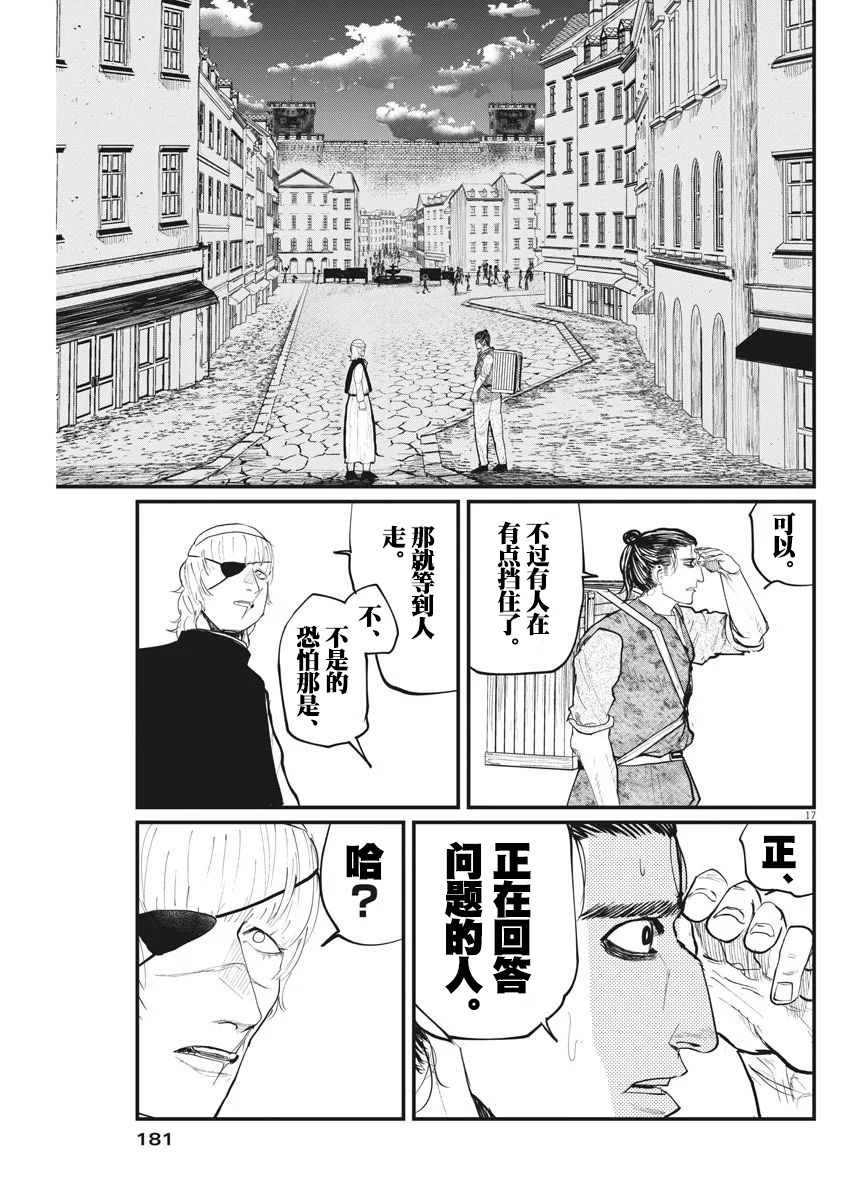 可以。
不过有人在
有点挡住了。
那就等到人
走。
不、
不是的
恐怕那是、
17
正、
正在回答
问题的人。
哈？
181